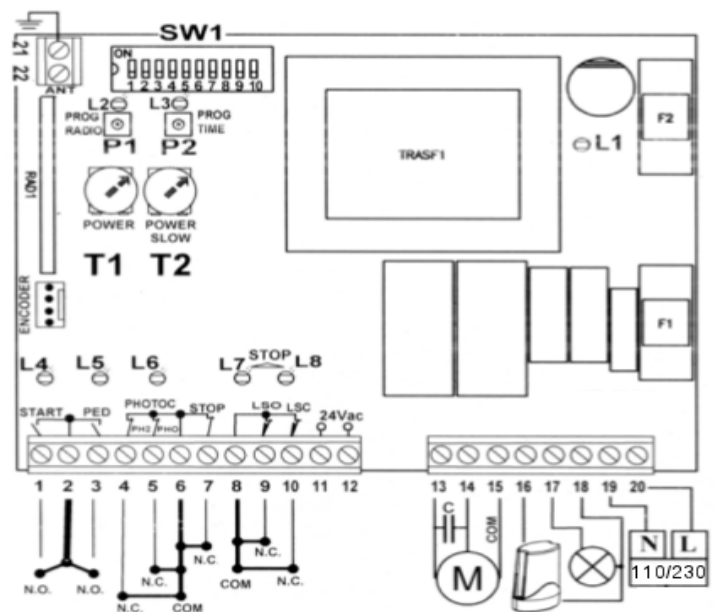 SW1
21
22
ANT
ON
1 2 3 4 5 6 7 8 9 10
L2
L3
PROG
RADIO
PROG
TIME
P1
P2
TRASF1
L1
F2
RAD1
POWER
POWER
SLOW
T1
T2
ENCODER
F1
L4
L5
L6
L7
STOP
L8
START
PED
PHOTOC
PH2
PHO
STOP
LSO
LSC
24Vac
1 2 3 4 5 6 7 8 9 10 11 12
13 14 15 16 17 18 19 20
C
COM
M
N
L
110/230
N.O.
N.O.
N.C.
N.C.
COM
N.C.
COM
N.C.
N.C.